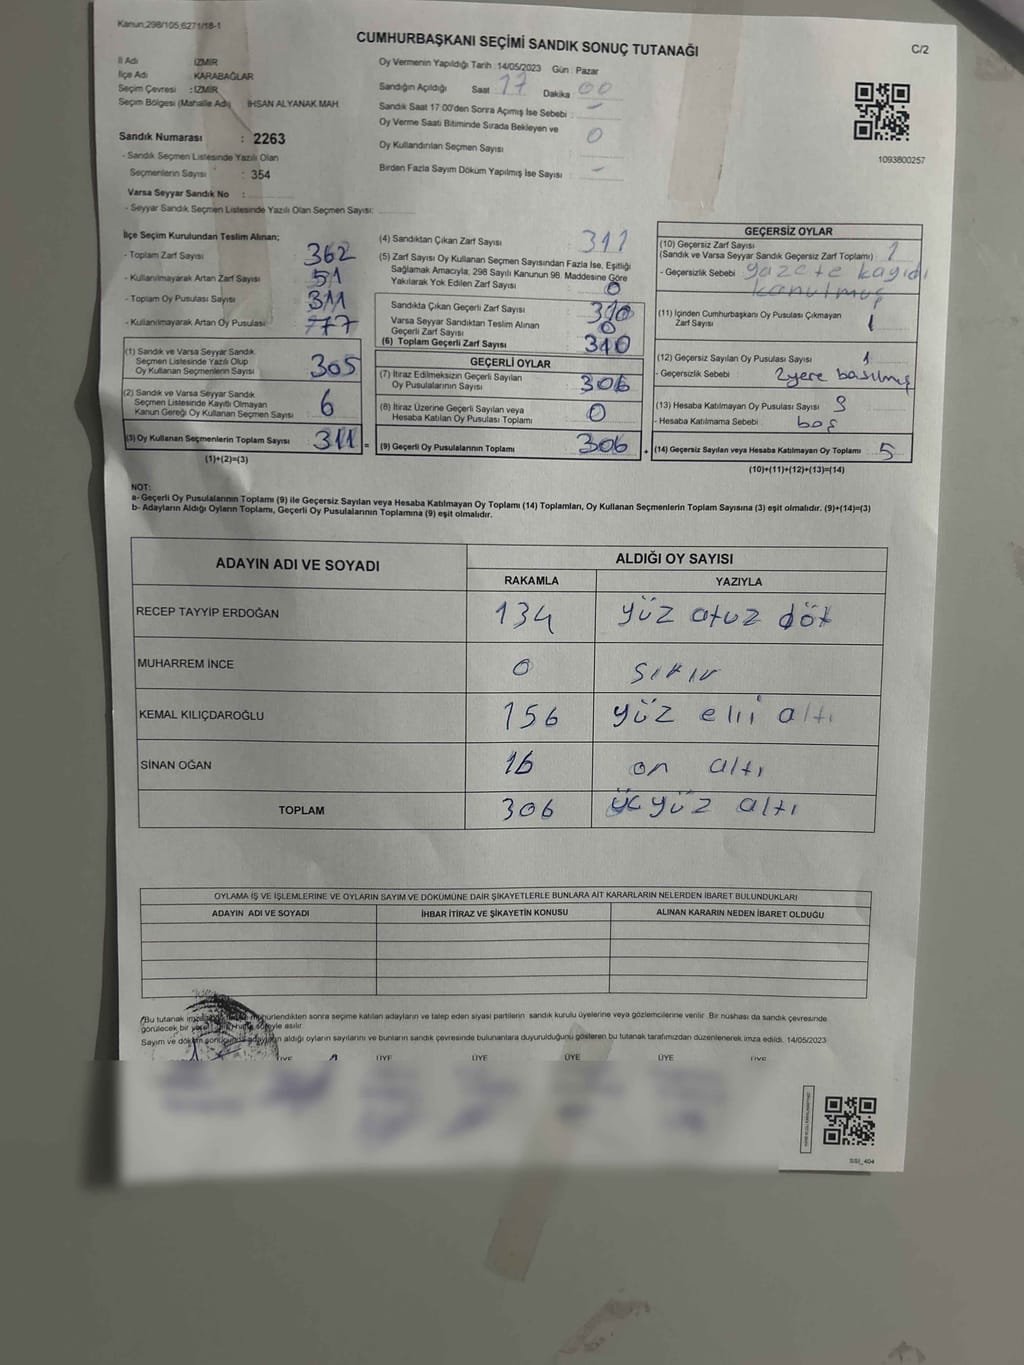 Kanun;298/105,6271/18-1
CUMHURBAŞKANI SEÇİMİ SANDIK SONUÇ TUTANAĞI
C/2
İl Adı İZMİR
İlçe Adı KARABAĞLAR
Seçim Çevresi : İZMİR
Seçim Bölgesi (Mahalle Adı) İHSAN ALYANAK MAH
Sandık Numarası : 2263
- Sandık Seçmen Listesinde Yazılı Olan
Seçmenlerin Sayısı : 354
Varsa Seyyar Sandık No :
- Seyyar Sandık Seçmen Listesinde Yazılı Olan Seçmen Sayısı:
Oy Vermenin Yapıldığı Tarih : 14/05/2023 Gün : Pazar
Sandığın Açıldığı Saat 17 Dakika 00
Sandık Saat 17:00'den Sonra Açımış İse Sebebi : -
Oy Verme Saati Bitiminde Sırada Bekleyen ve
Oy Kullandırılan Seçmen Sayısı 0
Birden Fazla Sayım Döküm Yapılmış İse Sayısı -
1093800257
İlçe Seçim Kurulundan Teslim Alınan;
- Toplam Zarf Sayısı 362
- Kullanılmayarak Artan Zarf Sayısı 51
- Toplam Oy Pusulası Sayısı 311
- Kullanılmayarak Artan Oy Pusulası 77
(1) Sandık ve Varsa Seyyar Sandık
Seçmen Listesinde Yazılı Olup
Oy Kullanan Seçmenlerin Sayısı 305
(2) Sandık ve Varsa Seyyar Sandık
Seçmen Listesinde Kayıtlı Olmayan
Kanun Gereği Oy Kullanan Seçmen Sayısı 6
(3) Oy Kullanan Seçmenlerin Toplam Sayısı 311 =
(1)+(2)=(3)
(4) Sandıktan Çıkan Zarf Sayısı 311
(5) Zarf Sayısı Oy Kullanan Seçmen Sayısından Fazla İse, Eşitliği
Sağlamak Amacıyla, 298 Sayılı Kanunun 98. Maddesine Göre
Yakılarak Yok Edilen Zarf Sayısı 0
Sandıkta Çıkan Geçerli Zarf Sayısı 310
Varsa Seyyar Sandıktan Teslim Alınan
Geçerli Zarf Sayısı 0
(6) Toplam Geçerli Zarf Sayısı 310
GEÇERLİ OYLAR
(7) İtiraz Edilmeksizin Geçerli Sayılan
Oy Pusulalarının Sayısı 306
(8) İtiraz Üzerine Geçerli Sayılan veya
Hesaba Katılan Oy Pusulası Toplamı 0
(9) Geçerli Oy Pusulalarının Toplamı 306 +
GEÇERSİZ OYLAR
(10) Geçersiz Zarf Sayısı
(Sandık ve Varsa Seyyar Sandık Geçersiz Zarf Toplamı) 1
- Geçersizlik Sebebi gazete kayıdı
kanutmuş
(11) İçinden Cumhurbaşkanı Oy Pusulası Çıkmayan
Zarf Sayısı 1
(12) Geçersiz Sayılan Oy Pusulası Sayısı 1
- Geçersizlik Sebebi : 2yere basılmış
(13) Hesaba Katılmayan Oy Pusulası Sayısı
- Hesaba Katılmama Sebebi : boş
(14) Geçersiz Sayılan veya Hesaba Katılmayan Oy Toplamı 5
(10)+(11)+(12)+(13)=(14)
NOT:
a- Geçerli Oy Pusulalarının Toplamı (9) ile Geçersiz Sayılan veya Hesaba Katılmayan Oy Toplamı (14) Toplamları, Oy Kullanan Seçmenlerin Toplam Sayısına (3) eşit olmalıdır. (9)+(14)=(3)
b- Adayların Aldığı Oyların Toplamı, Geçerli Oy Pusulalarının Toplamına (9) eşit olmalıdır.
ADAYIN ADI VE SOYADI ALDIĞI OY SAYISI
RAKAMLA YAZIYLA
RECEP TAYYİP ERDOĞAN 134 yüz otuz döt
MUHARREM İNCE 0 sıfır
KEMAL KILIÇDAROĞLU 156 yüz elli altı
SİNAN OĞAN 16 on altı
TOPLAM 306 üç yüz altı
OYLAMA İŞ VE İŞLEMLERİNE VE OYLARIN SAYIM VE DÖKÜMÜNE DAİR ŞİKAYETLERLE BUNLARA AİT KARARLARIN NELERDEN İBARET BULUNDUKLARI
ADAYIN ADI VE SOYADI İHBAR İTİRAZ VE ŞİKAYETİN KONUSU ALINAN KARARIN NEDEN İBARET OLDUĞU
Bu tutanak mühürlendikten sonra seçime katılan adayların ve talep eden siyasi partilerin sandık kurulu üyelerine veya gözlemcilerine verilir. Bir nüshası da sandık çevresinde
görülecek bir yere asılır.
Sayım ve döküm aldığı oyların sayılarını ve bunların sandık çevresinde bulunanlara duyurulduğunu gösteren bu tutanak tarafımızdan düzenlenerek imza edildi. 14/05/2023
ÜYE ÜYE ÜYE ÜYE ÜYE ÜYE
SSI_404